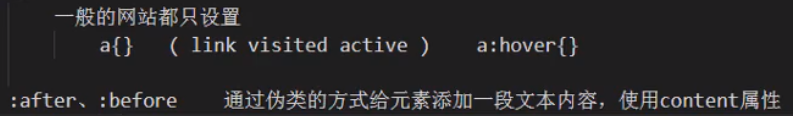 一般的网站都只设置
a{} ( link visited active ) a:hover{}
:after、:before 通过伪类的方式给元素添加一段文本内容，使用content属性